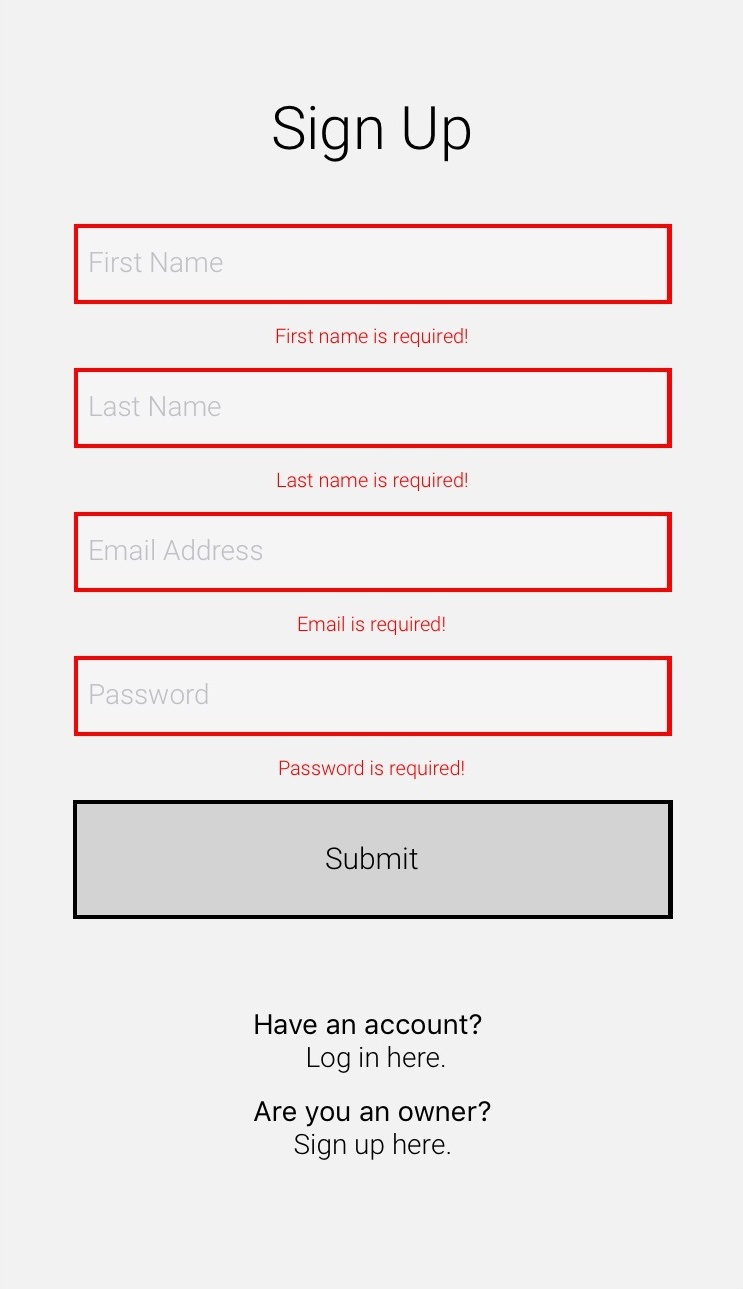 Sign Up
First Name
First name is required!
Last Name
Last name is required!
Email Address
Email is required!
Password
Password is required!
Submit
Have an account?
Log in here.
Are you an owner?
Sign up here.